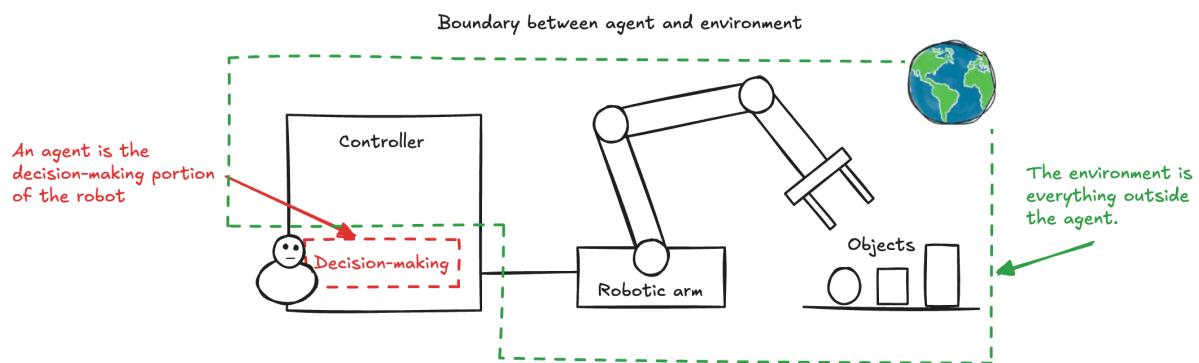 Boundary between agent and environment
Controller
An agent is the
decision-making portion
of the robot
The environment is
everything outside
the agent.
Objects
Decision-making
Robotic arm